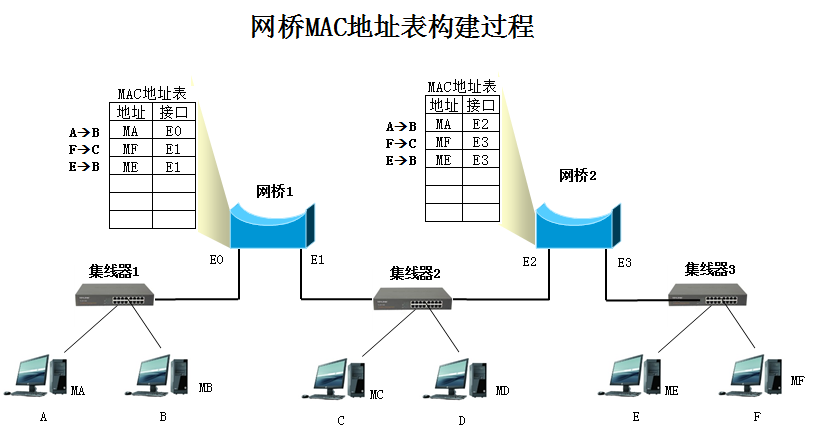 网桥MAC地址表构建过程
MAC地址表
地址 接口
A→B MA E0
F→C MF E1
E→B ME E1
MAC地址表
地址 接口
A→B MA E2
F→C MF E3
E→B ME E3
网桥1
网桥2
E0 E1
E2 E3
集线器1
集线器2
集线器3
MA MB
MC MD
ME MF
A B
C D
E F